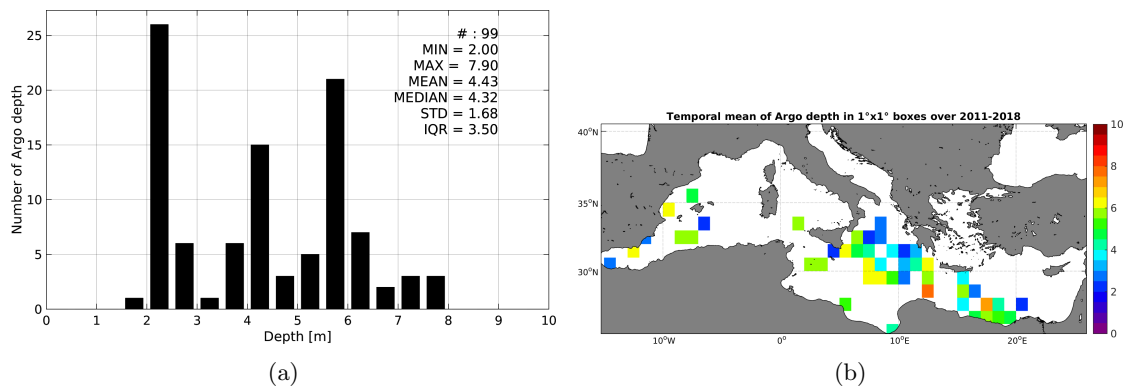 25
20
15
10
5
0
Number of Argo depth
# : 99
MIN = 2.00
MAX = 7.90
MEAN = 4.43
MEDIAN = 4.32
STD = 1.68
IQR = 3.50
0 1 2 3 4 5 6 7 8 9 10
Depth [m]
(a)
Temporal mean of Argo depth in 1°x1° boxes over 2011-2018
40°N
35°N
30°N
10°W 0° 10°E 20°E
10
8
6
4
2
0
(b)